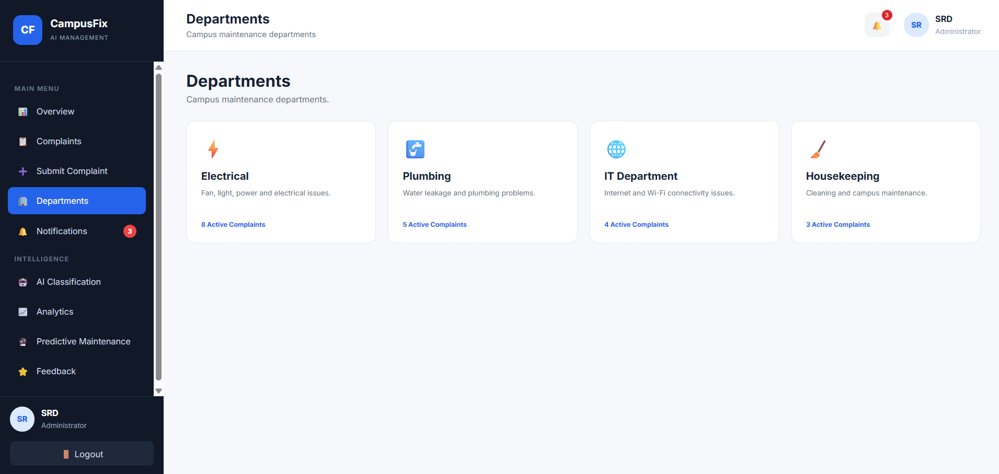 CF
CampusFix
AI MANAGEMENT
MAIN MENU
Overview
Complaints
Submit Complaint
Departments
Notifications 3
INTELLIGENCE
AI Classification
Analytics
Predictive Maintenance
Feedback
SR
SRD
Administrator
Logout
Departments
Campus maintenance departments
3
SR
SRD
Administrator
Departments
Campus maintenance departments.
Electrical
Fan, light, power and electrical issues.
8 Active Complaints
Plumbing
Water leakage and plumbing problems.
5 Active Complaints
IT Department
Internet and Wi-Fi connectivity issues.
4 Active Complaints
Housekeeping
Cleaning and campus maintenance.
3 Active Complaints